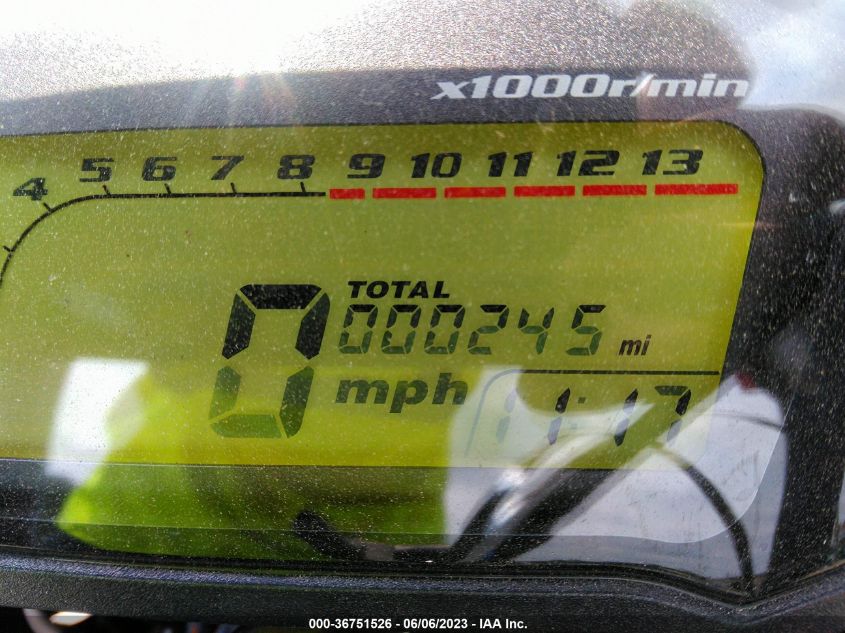 x1000r/min
4 5 6 7 8 9 10 11 12 13
TOTAL
000245 mi
0 mph
11:17
000-36751526 - 06/06/2023 - IAA Inc.